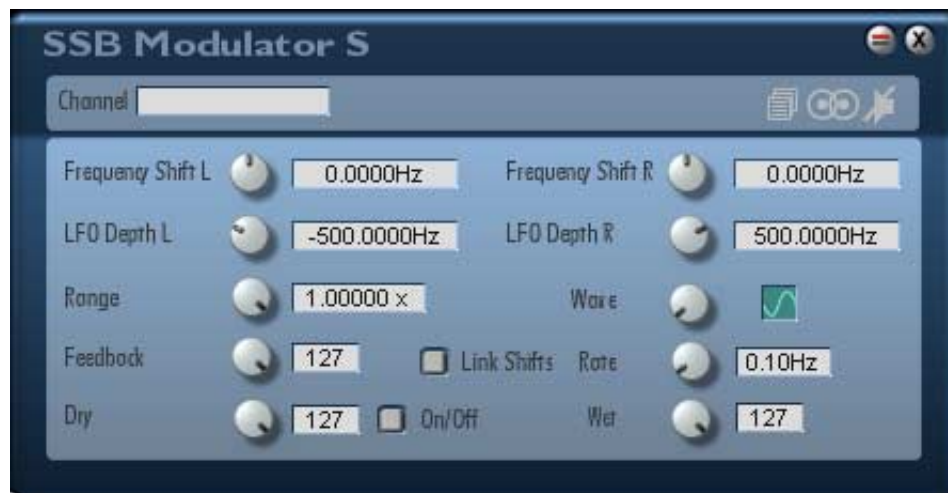 SSB Modulator S
Channel
Frequency Shift L 0.0000Hz Frequency Shift R 0.0000Hz
LFO Depth L -500.0000Hz LFO Depth R 500.0000Hz
Range 1.00000 x Wave
Feedback 127 Link Shifts Rate 0.10Hz
Dry 127 On/Off Wet 127